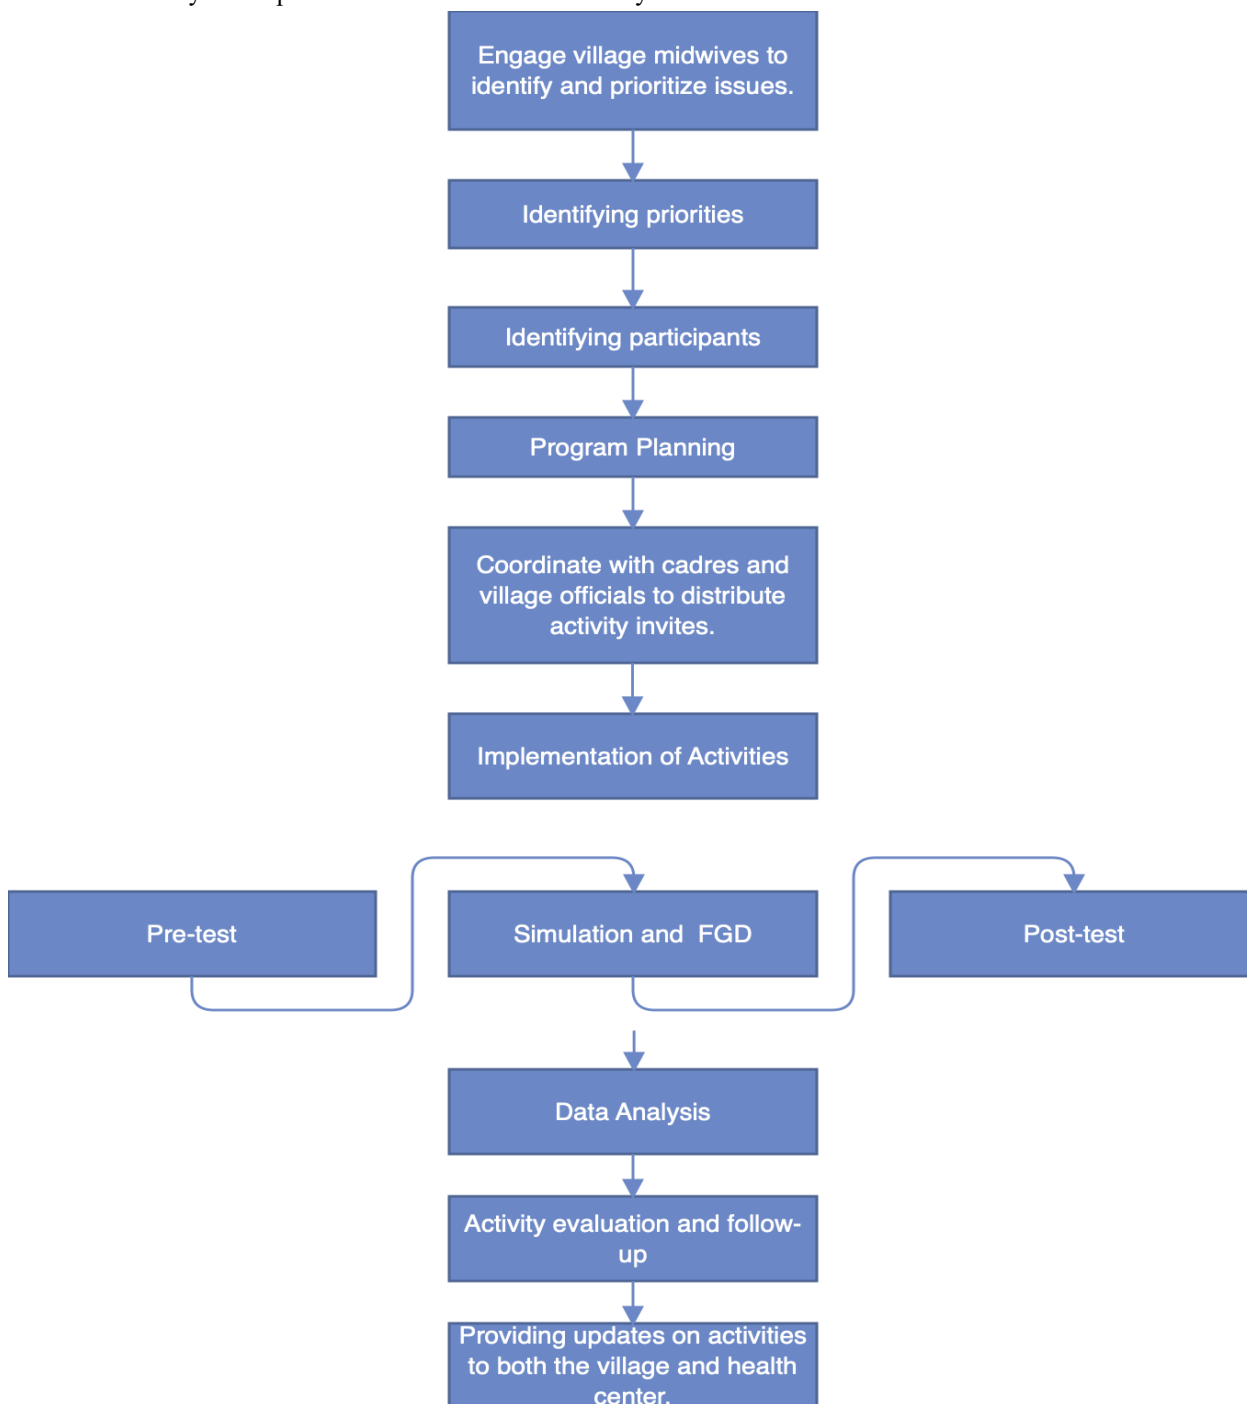 Engage village midwives to
identify and prioritize issues.
Identifying priorities
Identifying participants
Program Planning
Coordinate with cadres and
village officials to distribute
activity invites.
Implementation of Activities
Pre-test
Simulation and FGD
Post-test
Data Analysis
Activity evaluation and follow-
up
Providing updates on activities
to both the village and health
center.